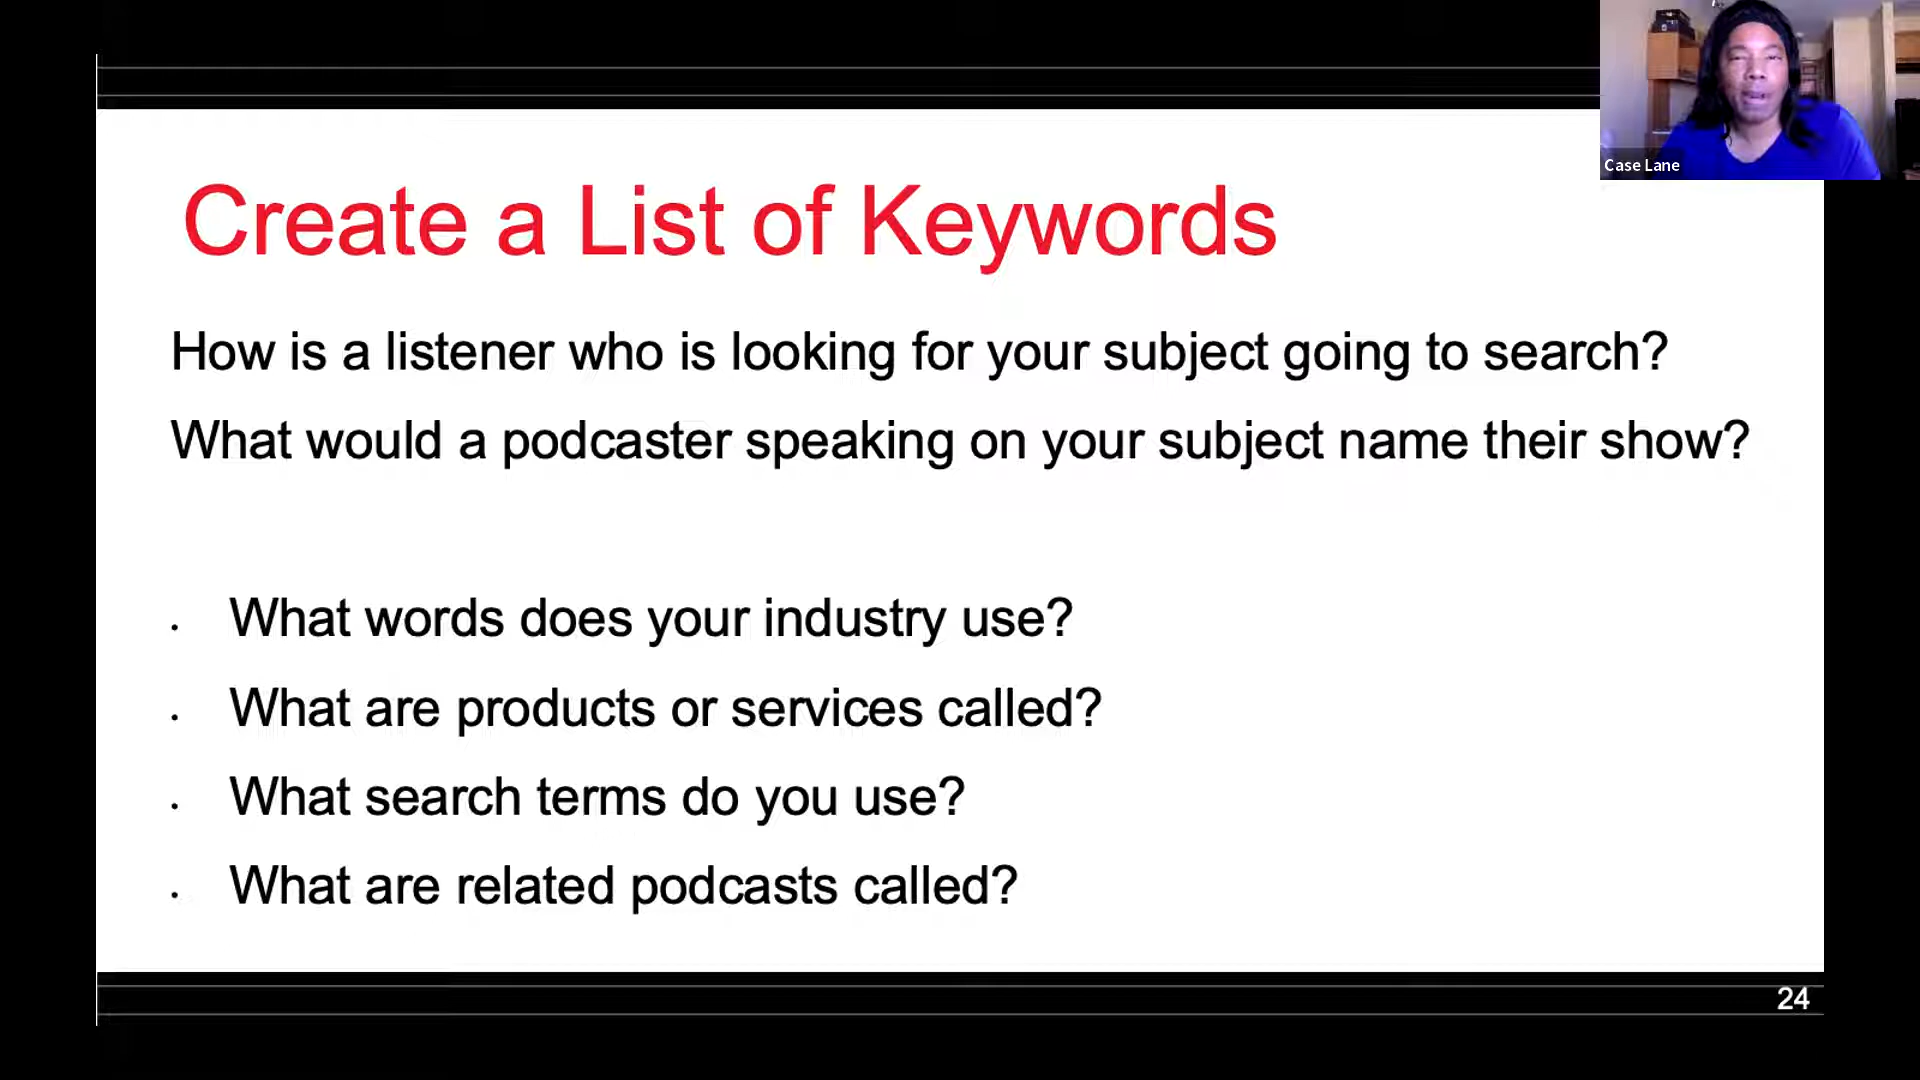 Case Lane
Create a List of Keywords
How is a listener who is looking for your subject going to search?
What would a podcaster speaking on your subject name their show?
• What words does your industry use?
• What are products or services called?
• What search terms do you use?
• What are related podcasts called?
24